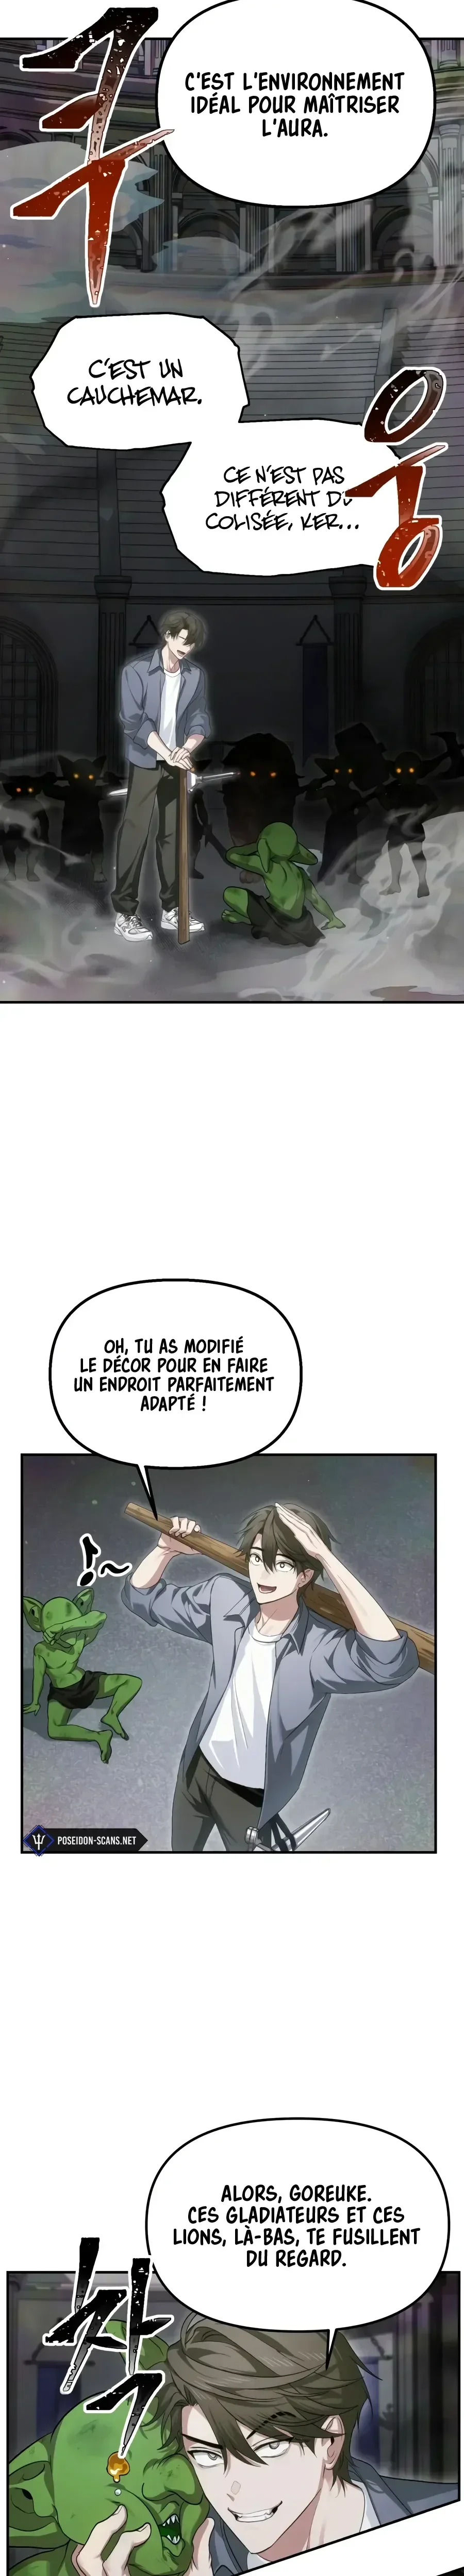 C'EST L'ENVIRONNEMENT
IDÉAL POUR MAÎTRISER
L'AURA.
C'EST UN
CAUCHEMAR.
CE N'EST PAS
DIFFÉRENT
COLISÉE, KER...
OH, TU AS MODIFIÉ
LE DÉCOR POUR EN FAIRE
UN ENDROIT PARFAITEMENT
ADAPTÉ !
!~
POSEIDON-SCANS.NET
ALORS, GOREUKE.
CES GLADIATEURS ET CES
LIONS, LÀ-BAS, TE FUSILLENT
DU REGARD.